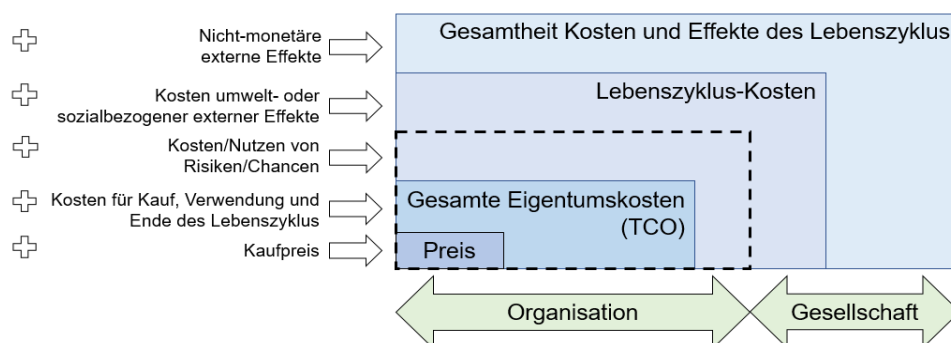 Nicht-monetäre
externe Effekte
Kosten umwelt- oder
sozialbezogener externer Effekte
Kosten/Nutzen von
Risiken/Chancen
Kosten für Kauf, Verwendung und
Ende des Lebenszyklus
Kaufpreis
Gesamtheit Kosten und Effekte des Lebenszyklus
Lebenszyklus-Kosten
Gesamte Eigentumskosten
(TCO)
Preis
Organisation
Gesellschaft